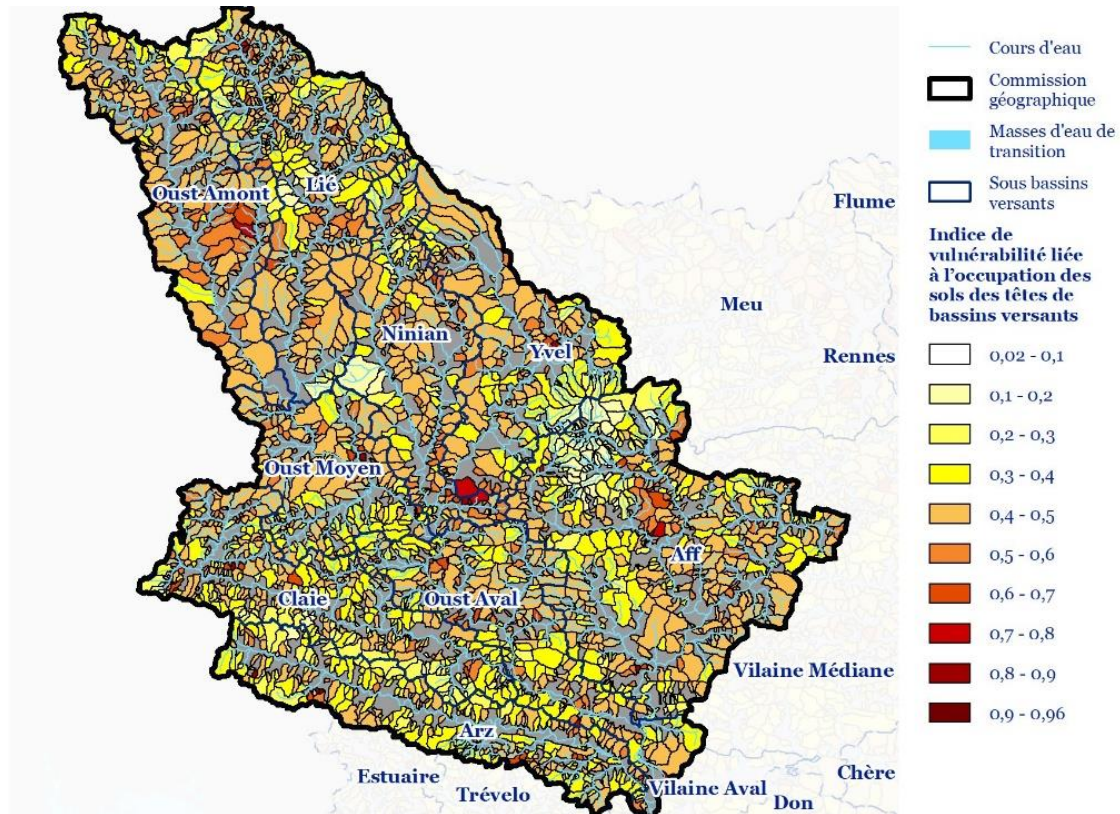 Oust Amont
Lié
Flume
Meu
Ninian
Yvel
Rennes
Oust Moyen
Aff
Claie
Oust Aval
Vilaine Médiane
Arz
Estuaire
Trévelo
Vilaine Aval
Chère
Don
Cours d'eau
Commission
géographique
Masses d'eau de
transition
Sous bassins
versants
Indice de
vulnérabilité liée
à l'occupation des
sols des têtes de
bassins versants
0,02 - 0,1
0,1 - 0,2
0,2 - 0,3
0,3 - 0,4
0,4 - 0,5
0,5 - 0,6
0,6 - 0,7
0,7 - 0,8
0,8 - 0,9
0,9 - 0,96